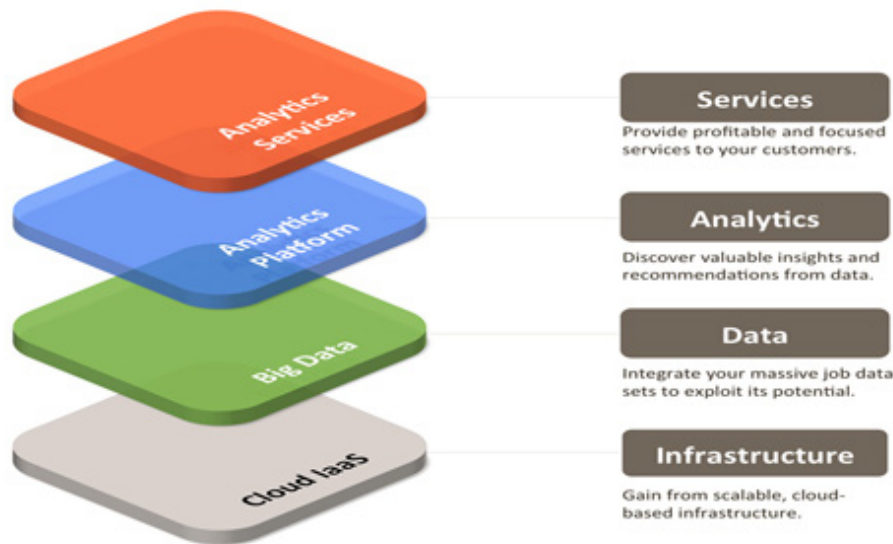 Analytics
Services
Services
Provide profitable and focused
services to your customers.
Analytics
Platform
Analytics
Discover valuable insights and
recommendations from data.
Big Data
Data
Integrate your massive job data
sets to exploit its potential.
Cloud IaaS
Infrastructure
Gain from scalable, cloud-
based infrastructure.